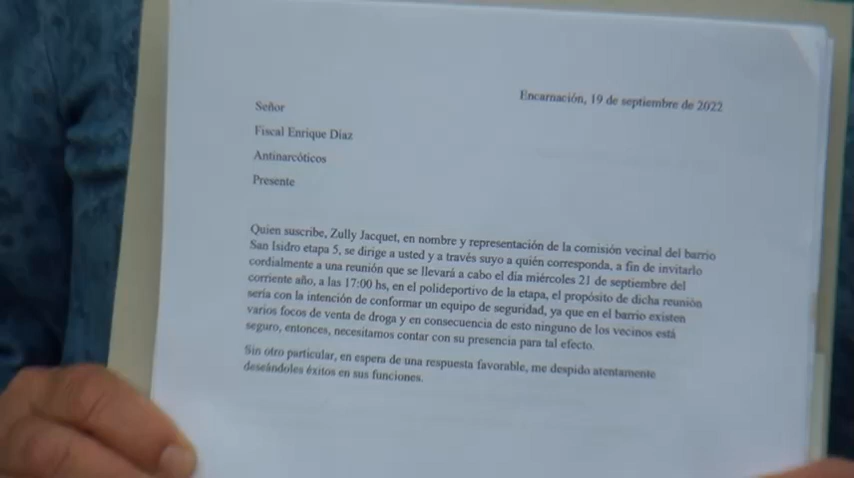 Encarnación, 19 de septiembre de 2022
Señor
Fiscal Enrique Díaz
Antinarcóticos
Presente
Quien suscribe, Zully Jacquet, en nombre y representación de la comisión vecinal del barrio
San Isidro etapa 5, se dirige a usted y a través suyo a quién corresponda, a fin de invitarlo
cordialmente a una reunión que se llevará a cabo el día miércoles 21 de septiembre del
corriente año, a las 17:00 hs, en el polideportivo de la etapa, el propósito de dicha reunión
sería con la intención de conformar un equipo de seguridad, ya que en el barrio existen
varios focos de venta de droga y en consecuencia de esto ninguno de los vecinos está
seguro, entonces, necesitamos contar con su presencia para tal efecto.
Sin otro particular, en espera de una respuesta favorable, me despido atentamente
deseándoles éxitos en sus funciones.